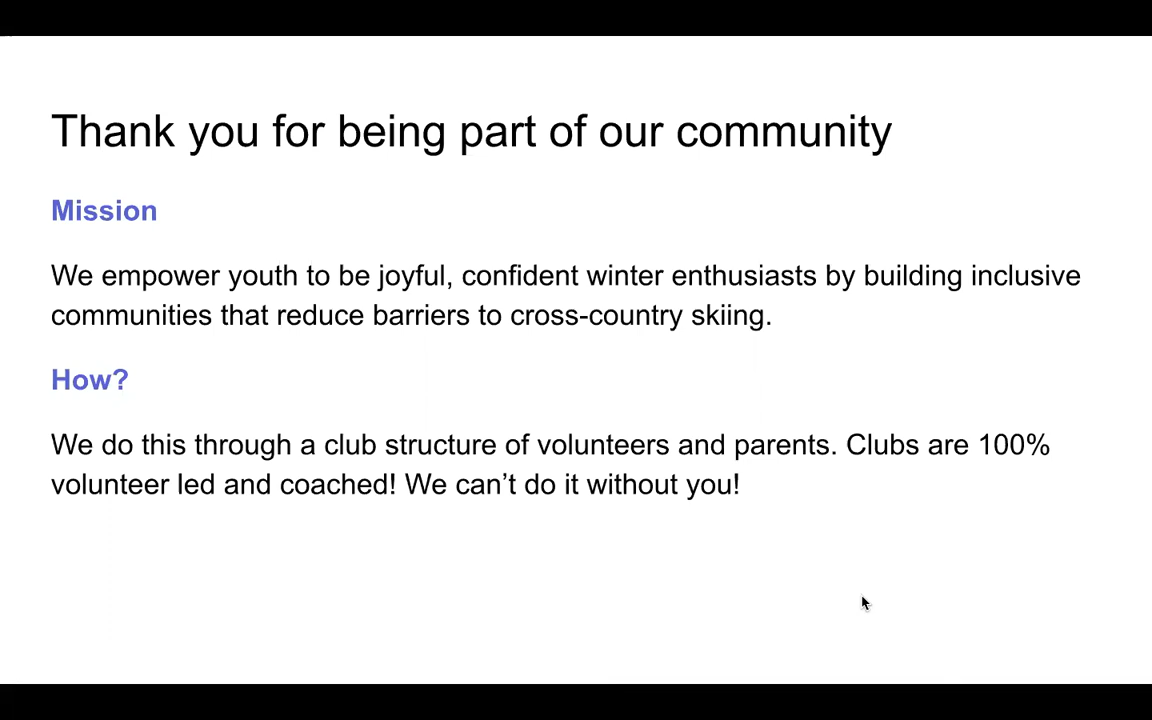 Thank you for being part of our community
Mission
We empower youth to be joyful, confident winter enthusiasts by building inclusive
communities that reduce barriers to cross-country skiing.
How?
We do this through a club structure of volunteers and parents. Clubs are 100%
volunteer led and coached! We can’t do it without you!